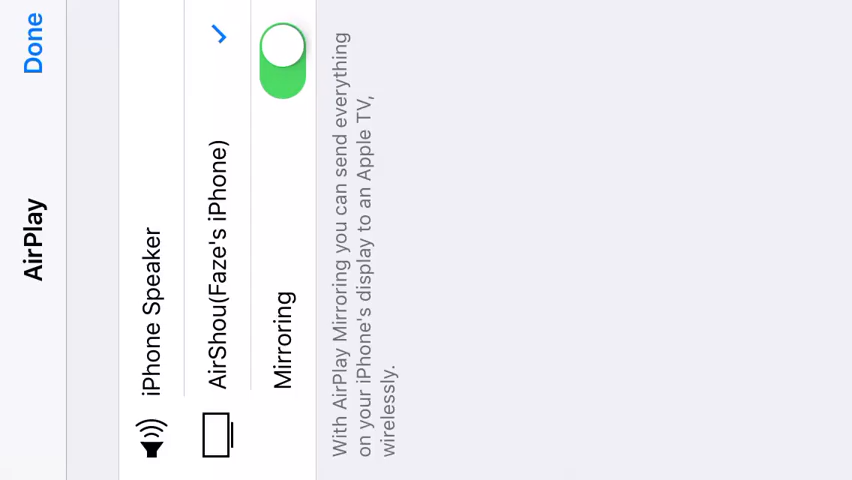 AirPlay
Done
iPhone Speaker
AirShou(Faze's iPhone)
Mirroring
With AirPlay Mirroring you can send everything
on your iPhone's display to an Apple TV,
wirelessly.